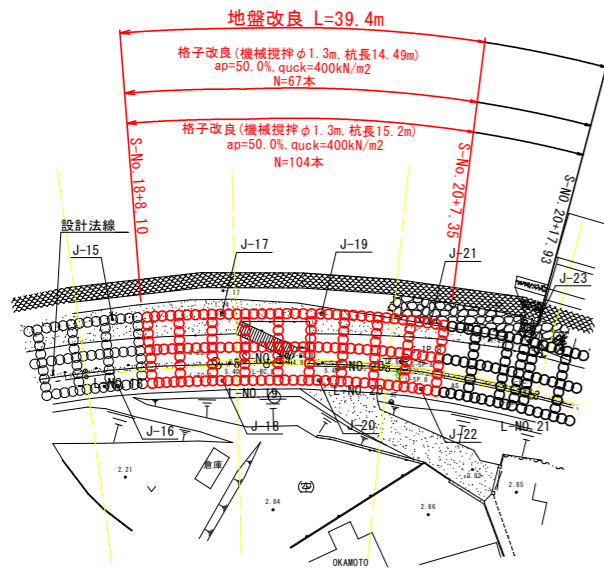 地盤改良 L=39.4m
格子改良(機械撹拌φ1.3m,杭長14.49m)
ap=50.0%,quck=400kN/m2
N=67本
格子改良(機械撹拌φ1.3m,杭長15.2m)
ap=50.0%,quck=400kN/m2
N=104本
S-No.18+8.10
S-No.20+7.35
S-NO.20+17.93
設計法線
J-15
J-17
J-19
J-21
J-23
L-NO.19
L-NO.21
J-16
J-18
J-20
J-22
倉庫
2.21
2.84
2.86
2.85
OKAMOTO